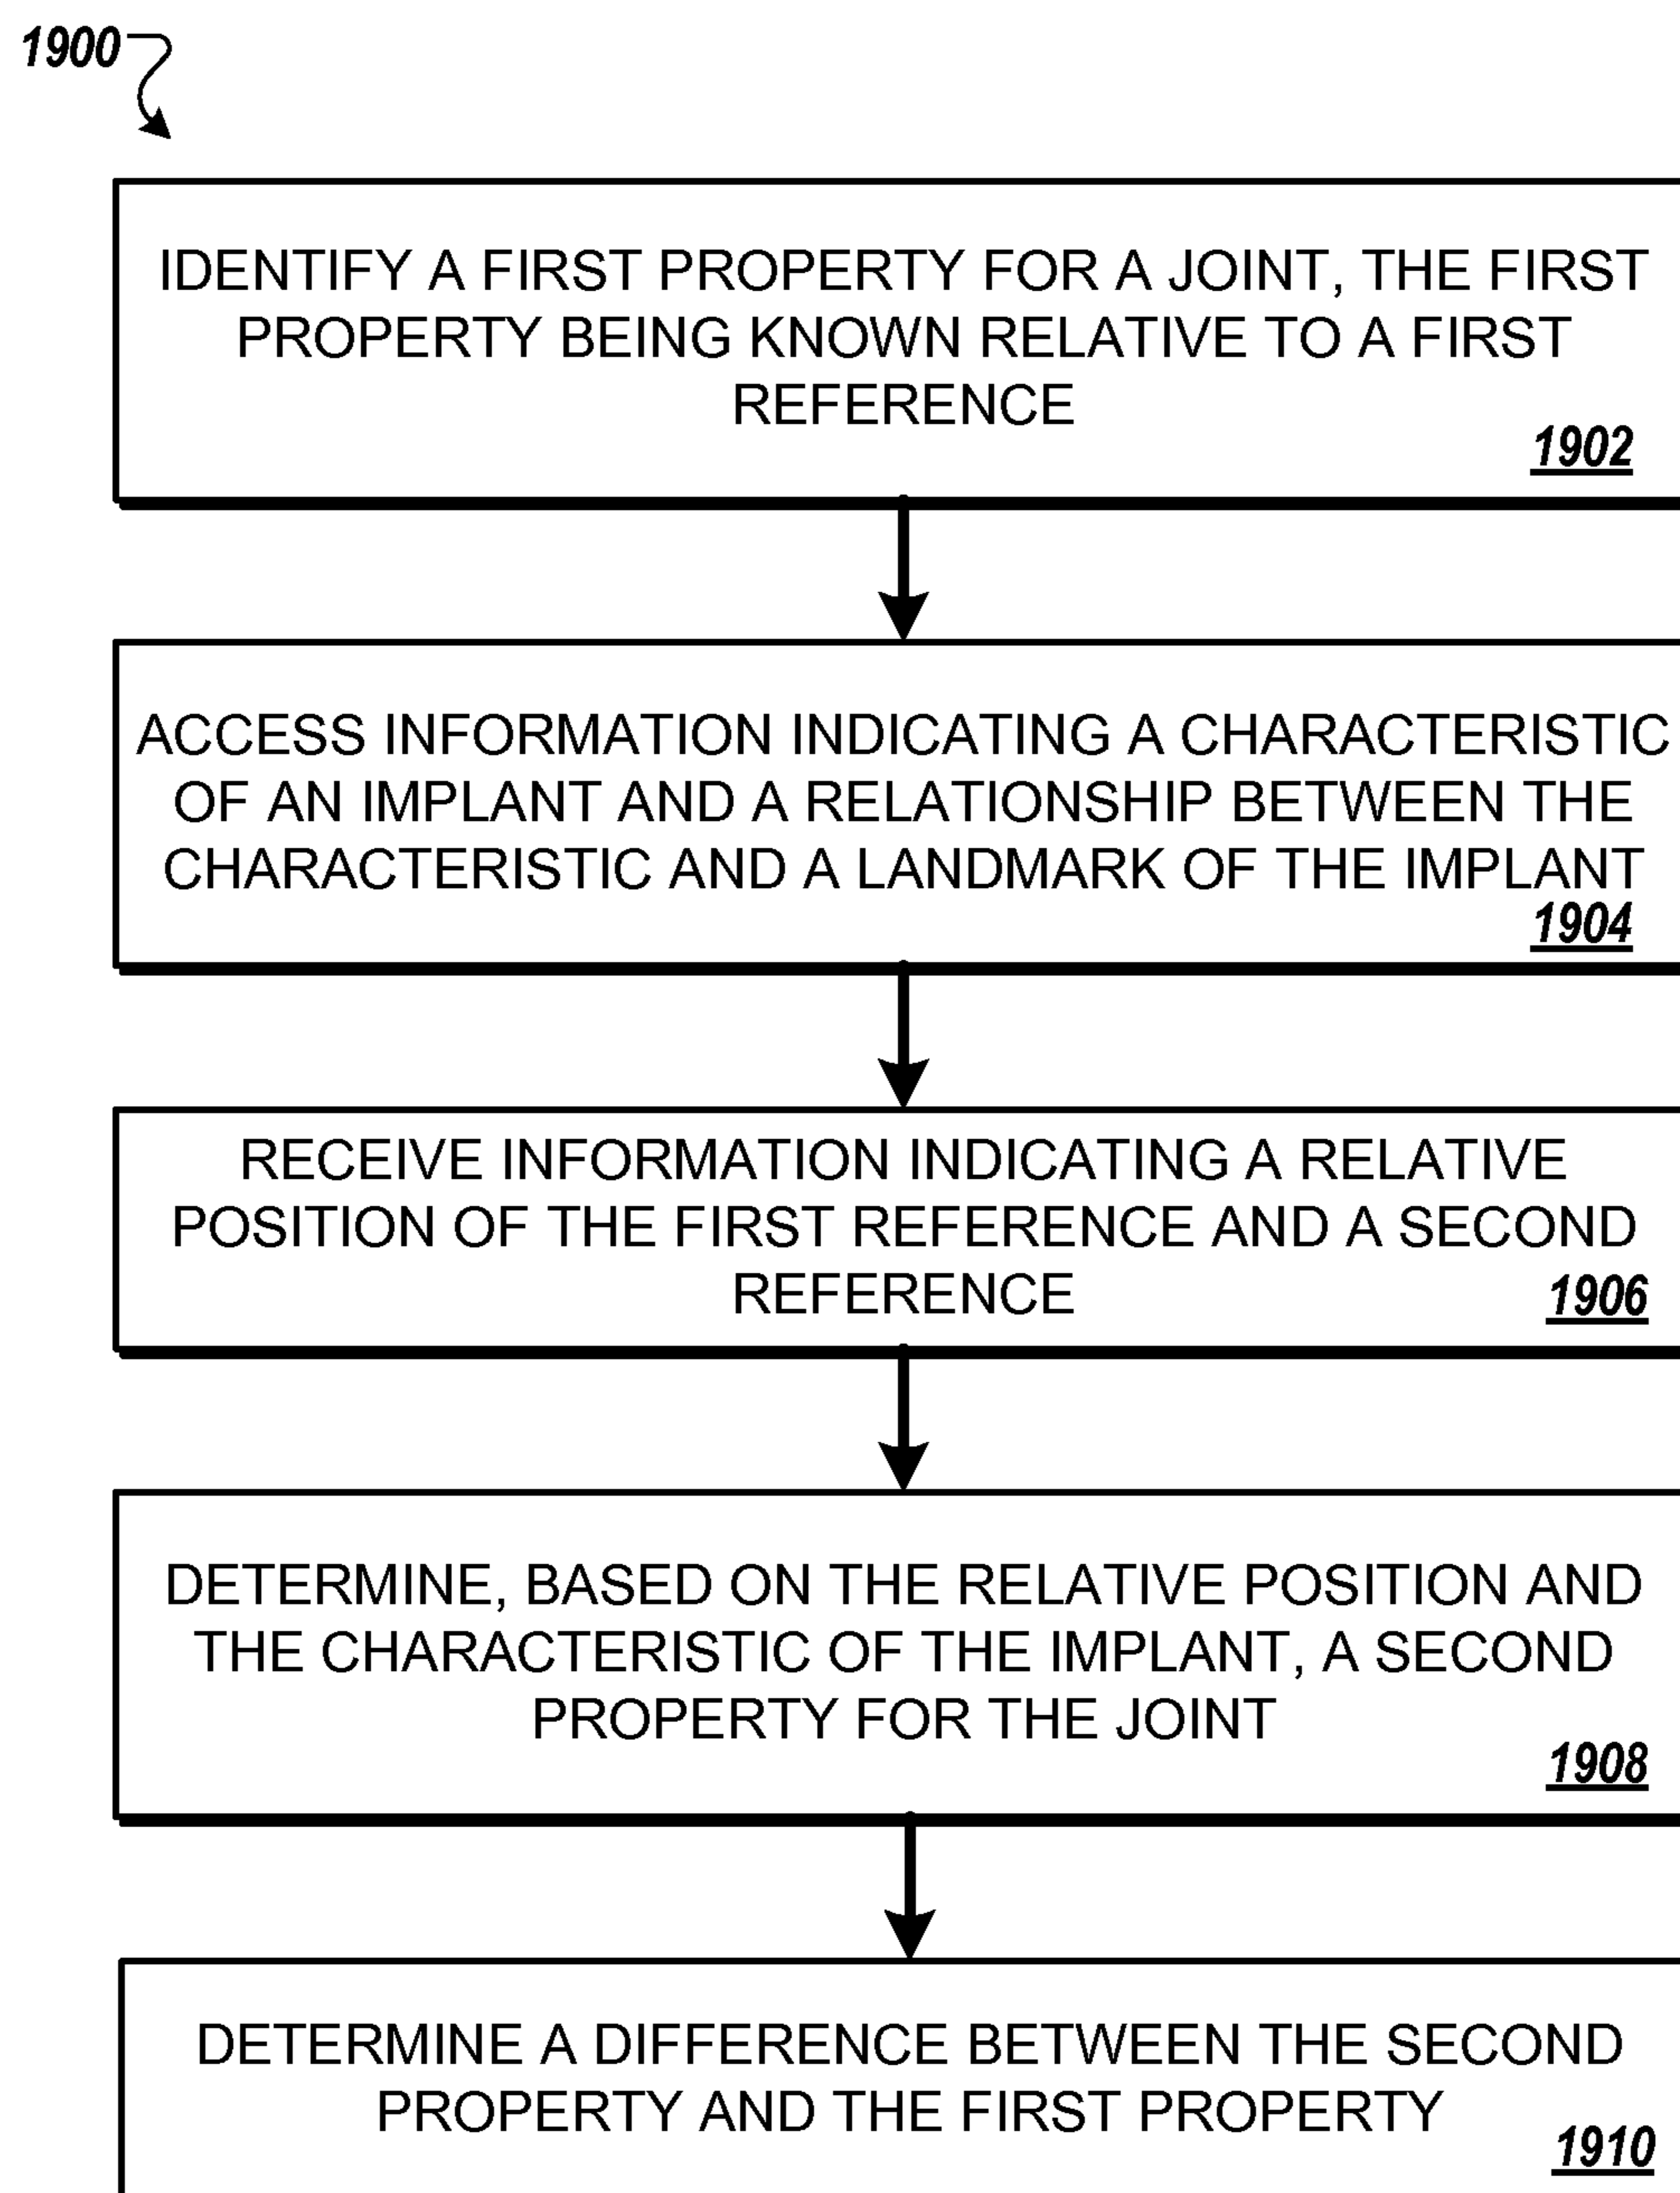 1900
IDENTIFY A FIRST PROPERTY FOR A JOINT, THE FIRST
PROPERTY BEING KNOWN RELATIVE TO A FIRST
REFERENCE
1902
ACCESS INFORMATION INDICATING A CHARACTERISTIC
OF AN IMPLANT AND A RELATIONSHIP BETWEEN THE
CHARACTERISTIC AND A LANDMARK OF THE IMPLANT
1904
RECEIVE INFORMATION INDICATING A RELATIVE
POSITION OF THE FIRST REFERENCE AND A SECOND
REFERENCE
1906
DETERMINE, BASED ON THE RELATIVE POSITION AND
THE CHARACTERISTIC OF THE IMPLANT, A SECOND
PROPERTY FOR THE JOINT
1908
DETERMINE A DIFFERENCE BETWEEN THE SECOND
PROPERTY AND THE FIRST PROPERTY
1910